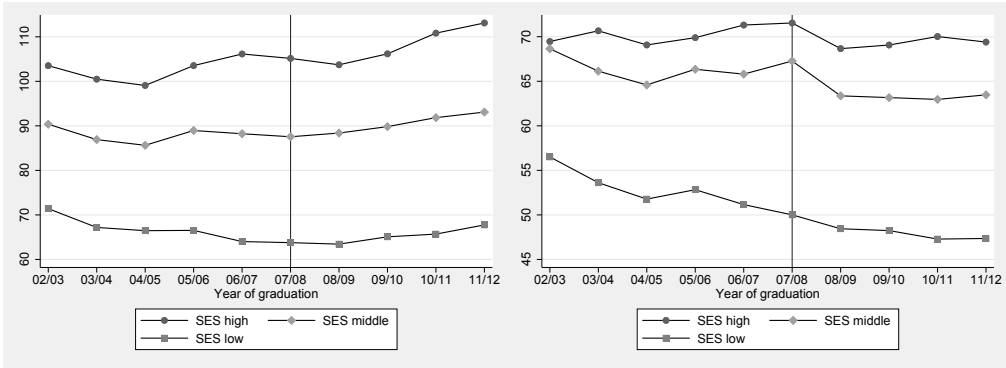 110
100
90
80
70
60
02/03 03/04 04/05 05/06 06/07 07/08 08/09 09/10 10/11 11/12
Year of graduation
SES high SES middle
SES low
70
65
60
55
50
45
02/03 03/04 04/05 05/06 06/07 07/08 08/09 09/10 10/11 11/12
Year of graduation
SES high SES middle
SES low